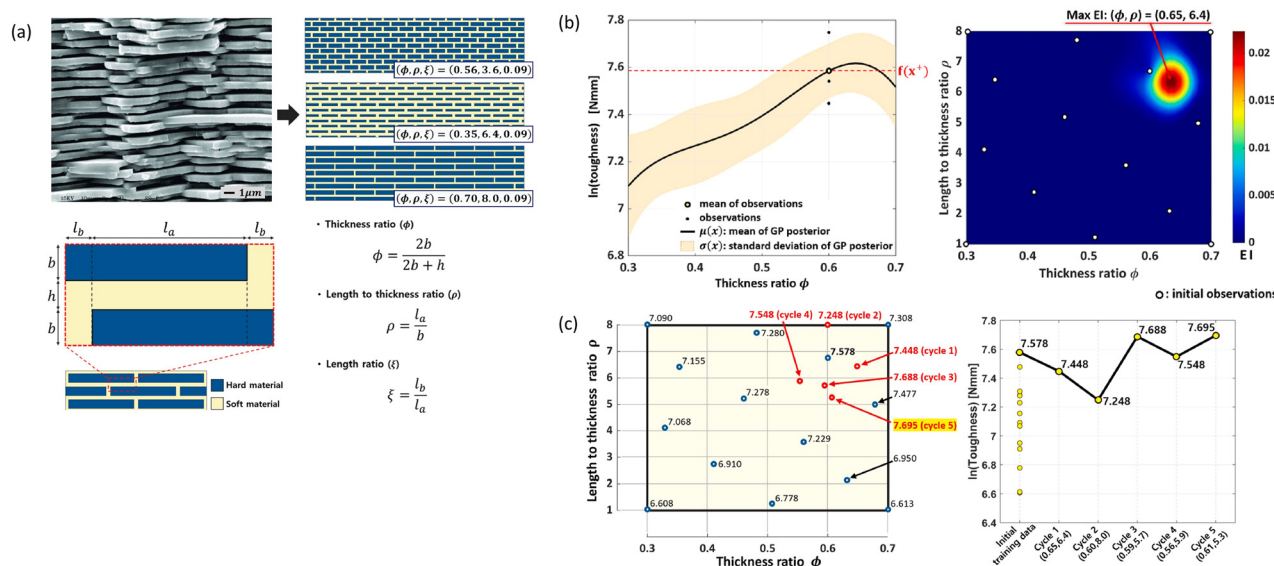 (a)
1μm
(ϕ, ρ, ξ) = (0.56, 3.6, 0.09)
(ϕ, ρ, ξ) = (0.35, 6.4, 0.09)
(ϕ, ρ, ξ) = (0.70, 8.0, 0.09)
l_b l_a l_b
b
h
b
Hard material
Soft material
• Thickness ratio (ϕ)
ϕ = 2b / (2b + h)
• Length to thickness ratio (ρ)
ρ = l_a / b
• Length ratio (ξ)
ξ = l_b / l_a
(b)
ln(toughness) [Nmm]
7.8
7.6
7.4
7.2
7.0
6.8
f(x⁺)
mean of observations
observations
μ(x): mean of GP posterior
σ(x): standard deviation of GP posterior
0.3 0.4 0.5 0.6 0.7
Thickness ratio ϕ
Max EI: (ϕ, ρ) = (0.65, 6.4)
Length to thickness ratio ρ
8
7
6
5
4
3
2
1
0.3 0.4 0.5 0.6 0.7
Thickness ratio ϕ
0.02
0.015
0.01
0.005
0
EI
: initial observations
(c)
Length to thickness ratio ρ
8
7
6
5
4
3
2
1
0.3 0.4 0.5 0.6 0.7
Thickness ratio ϕ
7.548 (cycle 4) 7.248 (cycle 2)
7.090
7.280
7.308
7.155
7.578
7.448 (cycle 1)
7.688 (cycle 3)
7.278
7.477
7.695 (cycle 5)
7.068
7.229
6.910
6.950
6.608
6.778
6.613
ln(Toughness) [Nmm]
7.8
7.6
7.4
7.2
7
6.8
6.6
6.4
7.578
7.448
7.248
7.688
7.548
7.695
Initial
training data
Cycle 1
(0.65,6.4)
Cycle 2
(0.60,8.0)
Cycle 3
(0.59,5.7)
Cycle 4
(0.56,5.9)
Cycle 5
(0.61,5.3)